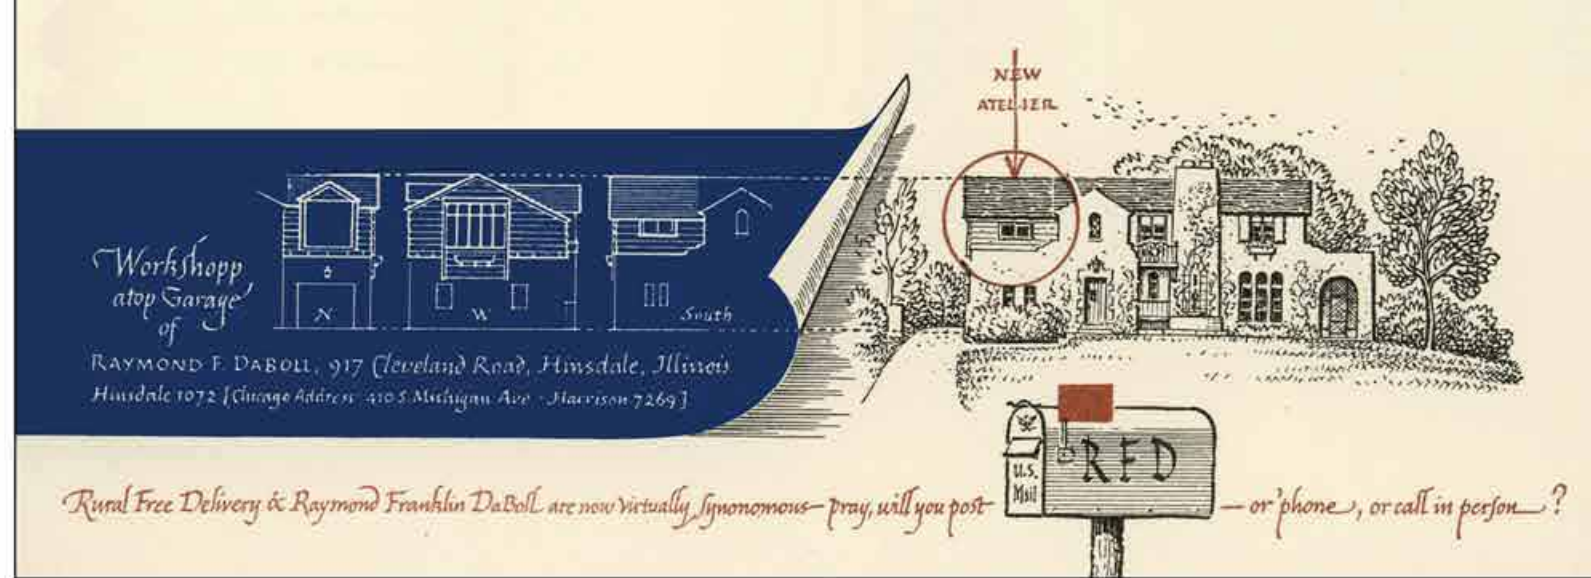 NEW
ATELIER
Workshopp
atop Garage
of
N
W
South
RAYMOND F. DABOLL, 917 Cleveland Road, Hinsdale, Illinois
Hinsdale 1072 [Chicago Address 410 S. Michigan Ave · Harrison 7269]
U.S.
Mail
RFD
Rural Free Delivery & Raymond Franklin DaBoll are now virtually synonomous – pray, will you post — or 'phone, or call in person?